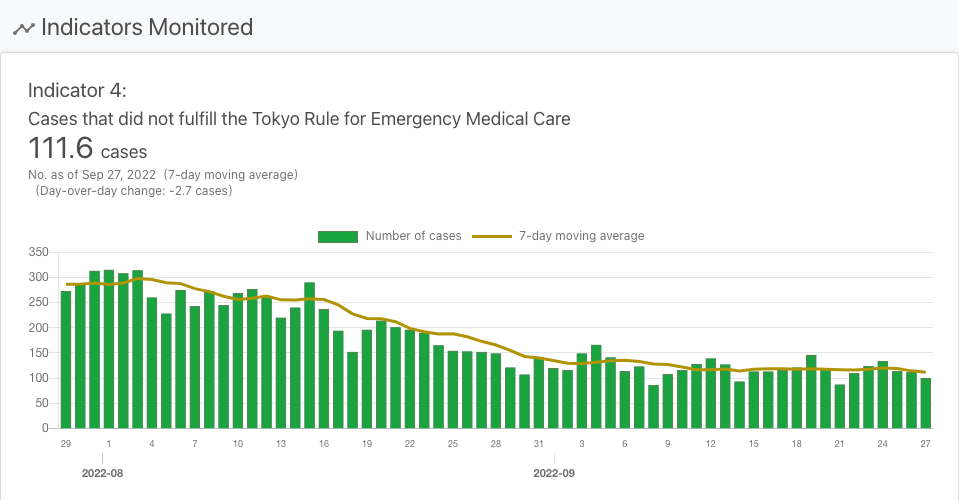 Indicators Monitored
Indicator 4:
Cases that did not fulfill the Tokyo Rule for Emergency Medical Care
111.6 cases
No. as of Sep 27, 2022 (7-day moving average)
(Day-over-day change: -2.7 cases)
Number of cases 7-day moving average
350
300
250
200
150
100
50
0
29 1 4 7 10 13 16 19 22 25 28 31 3 6 9 12 15 18 21 24 27
2022-08 2022-09